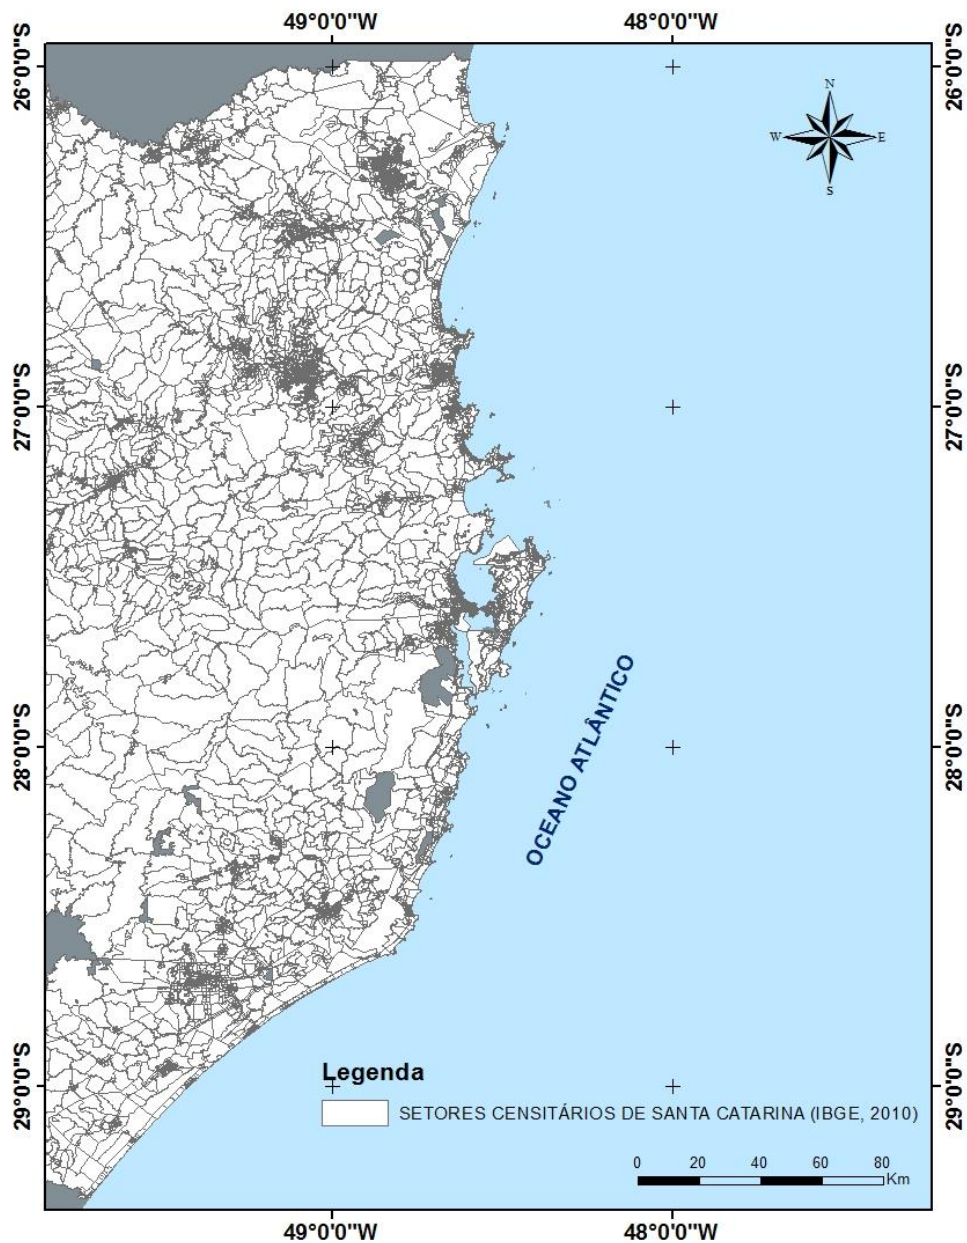 49°0'0"W 48°0'0"W
26°0'0"S 26°0'0"S
N
W E
S
27°0'0"S 27°0'0"S
OCEANO ATLÂNTICO
28°0'0"S 28°0'0"S
Legenda
29°0'0"S 29°0'0"S
SETORES CENSITÁRIOS DE SANTA CATARINA (IBGE, 2010)
0 20 40 60 80
Km
49°0'0"W 48°0'0"W